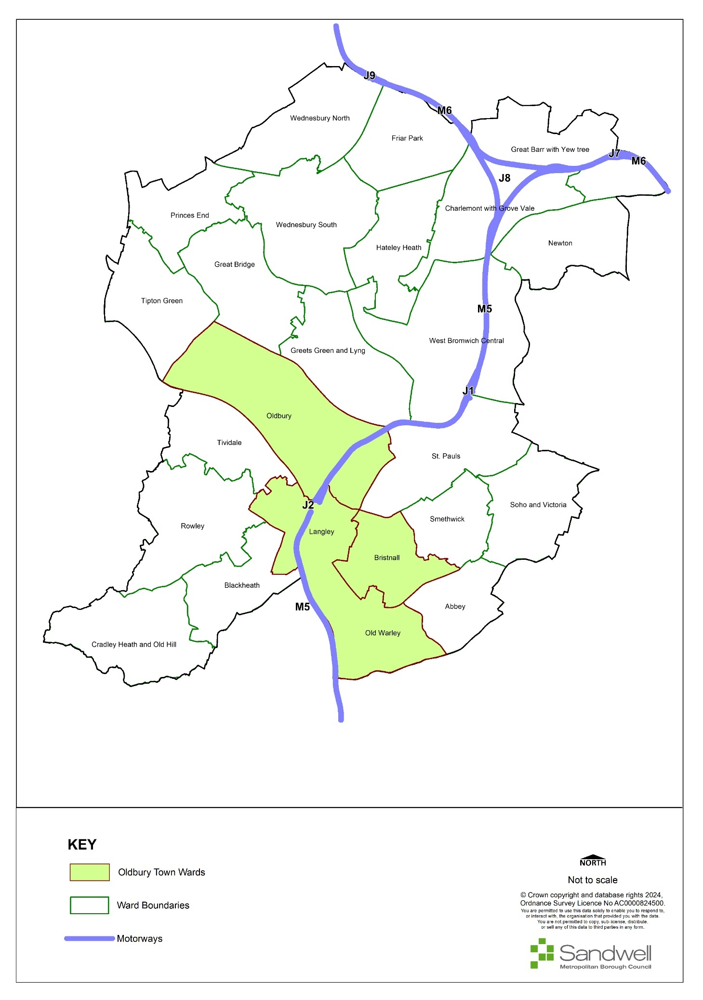 J9
M6
Wednesbury North
Friar Park
Great Barr with Yew tree
J7
M6
J8
Charlemont with Grove Vale
Princes End
Wednesbury South
Newton
Hateley Heath
Great Bridge
Tipton Green
M5
West Bromwich Central
Greets Green and Lyng
J1
Oldbury
Tividale
St. Pauls
J2
Soho and Victoria
Smethwick
Rowley
Langley
Bristnall
Blackheath
M5
Abbey
Old Warley
Cradley Heath and Old Hill
KEY
Oldbury Town Wards
Ward Boundaries
Motorways
NORTH
Not to scale
© Crown copyright and database rights 2024,
Ordnance Survey Licence No AC0000824500.
You are permitted to use this data solely to enable you to respond to,
or interact with, the organisation that provided you with the data.
You are not permitted to copy, sub-license, distribute,
or sell any of this data to third parties in any form.
Sandwell
Metropolitan Borough Council